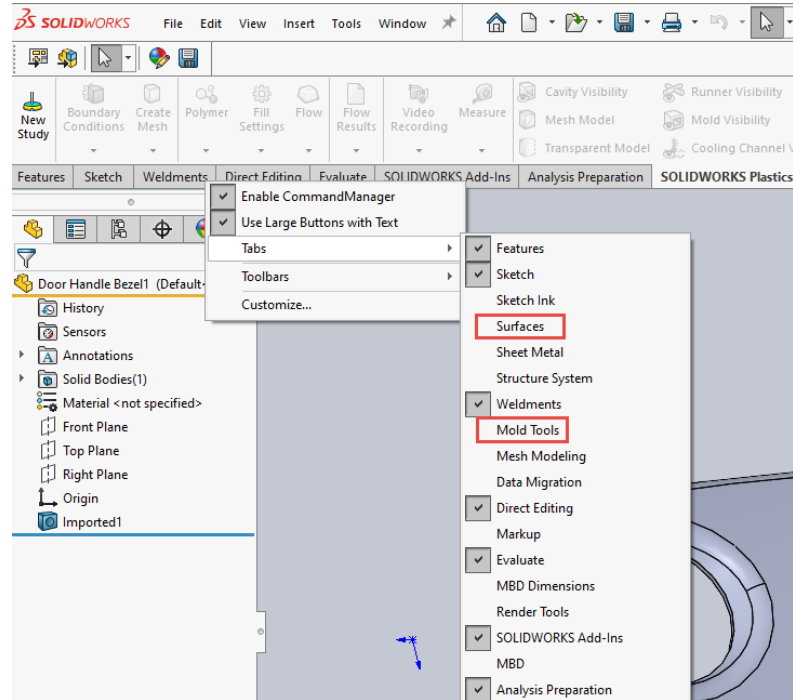 SOLIDWORKS File Edit View Insert Tools Window
New Study
Boundary Conditions
Create Mesh
Polymer
Fill Settings
Flow
Flow Results
Video Recording
Measure
Cavity Visibility
Mesh Model
Transparent Model
Runner Visibility
Mold Visibility
Cooling Channel
Features Sketch Weldments Direct Editing Evaluate SOLIDWORKS Add-Ins Analysis Preparation SOLIDWORKS Plastics
Enable CommandManager
Use Large Buttons with Text
Tabs
Toolbars
Customize...
Door Handle Bezel1 (Default
History
Sensors
Annotations
Solid Bodies(1)
Material <not specified>
Front Plane
Top Plane
Right Plane
Origin
Imported1
Features
Sketch
Sketch Ink
Surfaces
Sheet Metal
Structure System
Weldments
Mold Tools
Mesh Modeling
Data Migration
Direct Editing
Markup
Evaluate
MBD Dimensions
Render Tools
SOLIDWORKS Add-Ins
MBD
Analysis Preparation